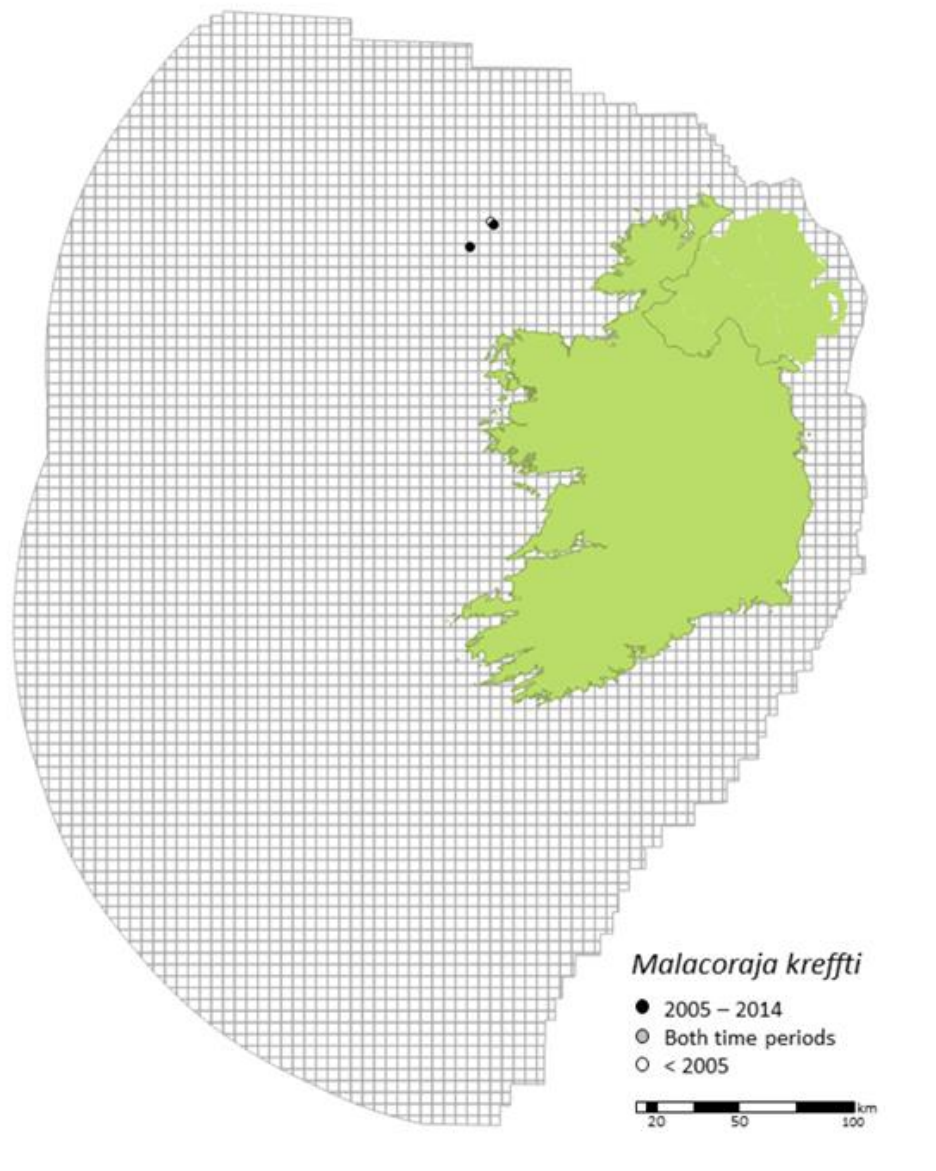 Malacoraja kreffti
2005 – 2014
Both time periods
< 2005
km
20 50 100